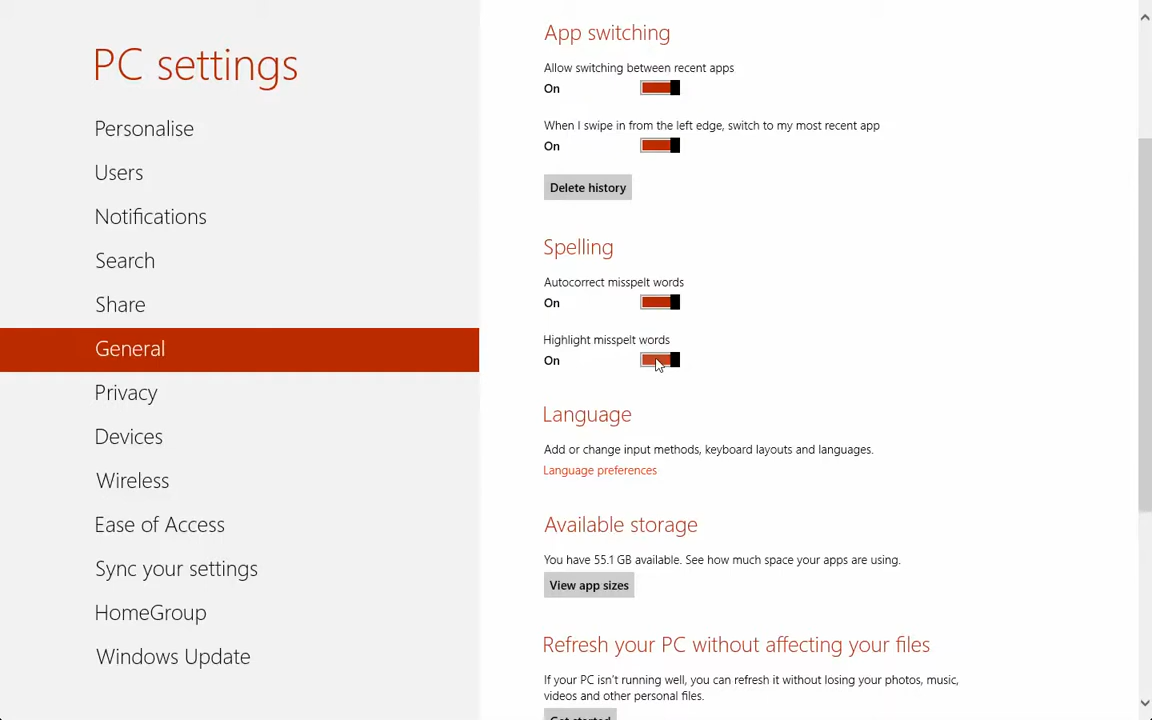 PC settings
Personalise
Users
Notifications
Search
Share
General
Privacy
Devices
Wireless
Ease of Access
Sync your settings
HomeGroup
Windows Update
App switching
Allow switching between recent apps
On
When I swipe in from the left edge, switch to my most recent app
On
Delete history
Spelling
Autocorrect misspelt words
On
Highlight misspelt words
On
Language
Add or change input methods, keyboard layouts and languages.
Language preferences
Available storage
You have 55.1 GB available. See how much space your apps are using.
View app sizes
Refresh your PC without affecting your files
If your PC isn't running well, you can refresh it without losing your photos, music,
videos and other personal files.
Get started